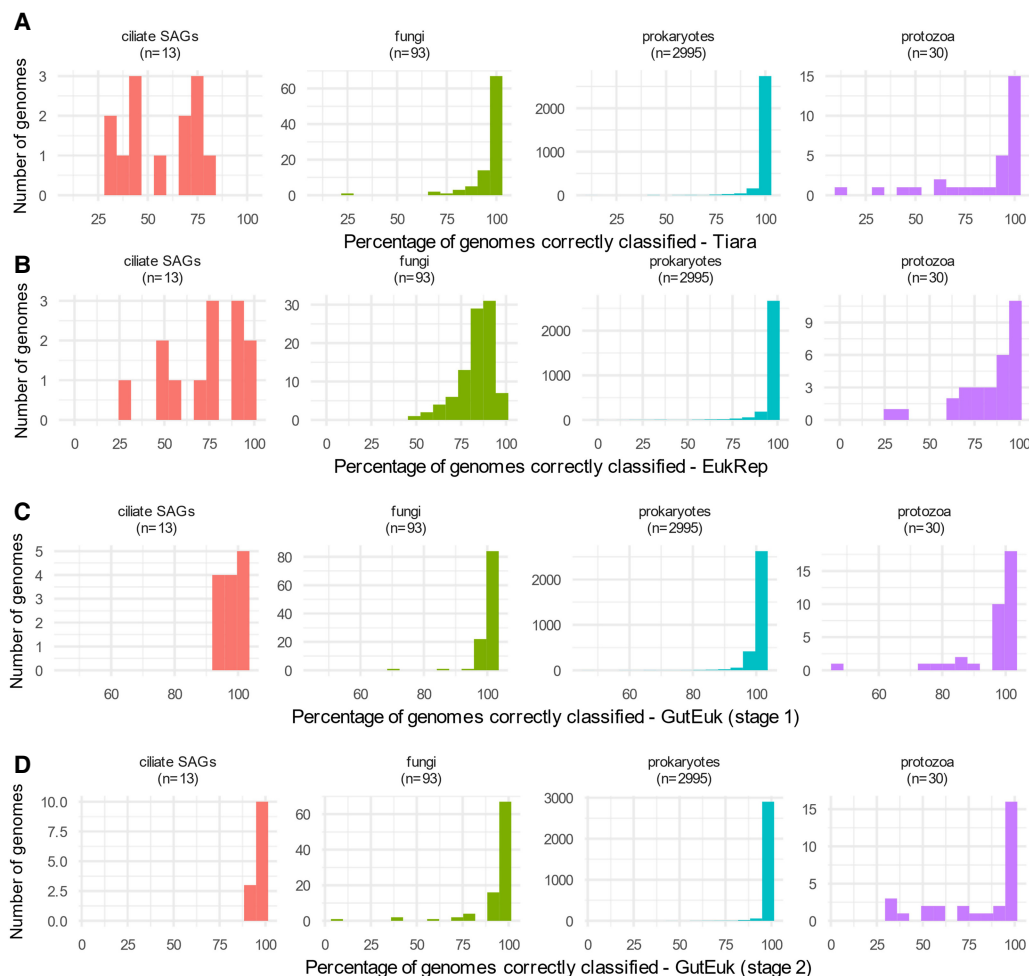 A
ciliate SAGs fungi prokaryotes protozoa
(n=13) (n=93) (n=2995) (n=30)
Number of genomes
3 60 2000 15
2 40 10
1 20 1000 5
0 0 0 0
25 50 75 100 25 50 75 100 25 50 75 100 25 50 75 100
Percentage of genomes correctly classified - Tiara
B
ciliate SAGs fungi prokaryotes protozoa
(n=13) (n=93) (n=2995) (n=30)
Number of genomes
3 30 2000 9
2 20 6
1 10 1000 3
0 0 0 0
0 25 50 75 100 0 25 50 75 100 0 25 50 75 100 0 25 50 75 100
Percentage of genomes correctly classified - EukRep
C
ciliate SAGs fungi prokaryotes protozoa
(n=13) (n=93) (n=2995) (n=30)
Number of genomes
5 80 2000 15
4 60 10
3 40 1000 5
2 20 0 0
1 0
0
60 80 100 60 80 100 60 80 100 60 80 100
Percentage of genomes correctly classified - GutEuk (stage 1)
D
ciliate SAGs fungi prokaryotes protozoa
(n=13) (n=93) (n=2995) (n=30)
Number of genomes
10.0 60 3000 15
7.5 40 2000 10
5.0 20 1000 5
2.5 0 0 0
0.0
0 25 50 75 100 0 25 50 75 100 0 25 50 75 100 0 25 50 75 100
Percentage of genomes correctly classified - GutEuk (stage 2)